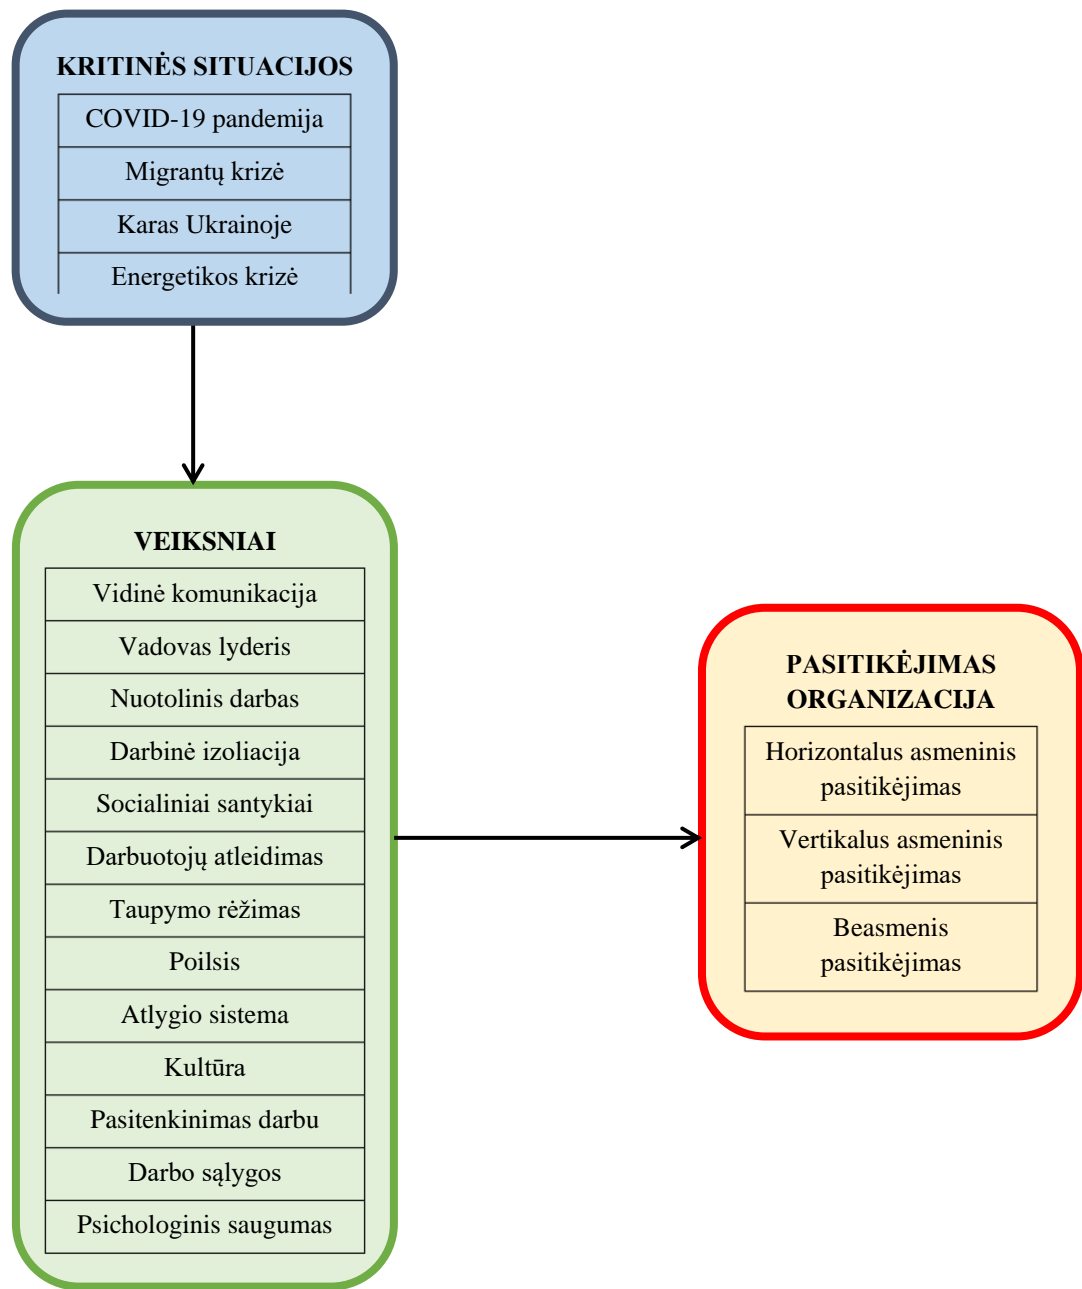 KRITINĖS SITUACIJOS
COVID-19 pandemija
Migrantų krizė
Karas Ukrainoje
Energetikos krizė
VEIKSNIAI
Vidinė komunikacija
Vadovas lyderis
Nuotolinis darbas
Darbinė izoliacija
Socialiniai santykiai
Darbuotojų atleidimas
Taupymo rėžimas
Poilsis
Atlygio sistema
Kultūra
Pasitenkinimas darbu
Darbo sąlygos
Psichologinis saugumas
PASITIKĖJIMAS
ORGANIZACIJA
Horizontalus asmeninis
pasitikėjimas
Vertikalus asmeninis
pasitikėjimas
Beasmenis
pasitikėjimas